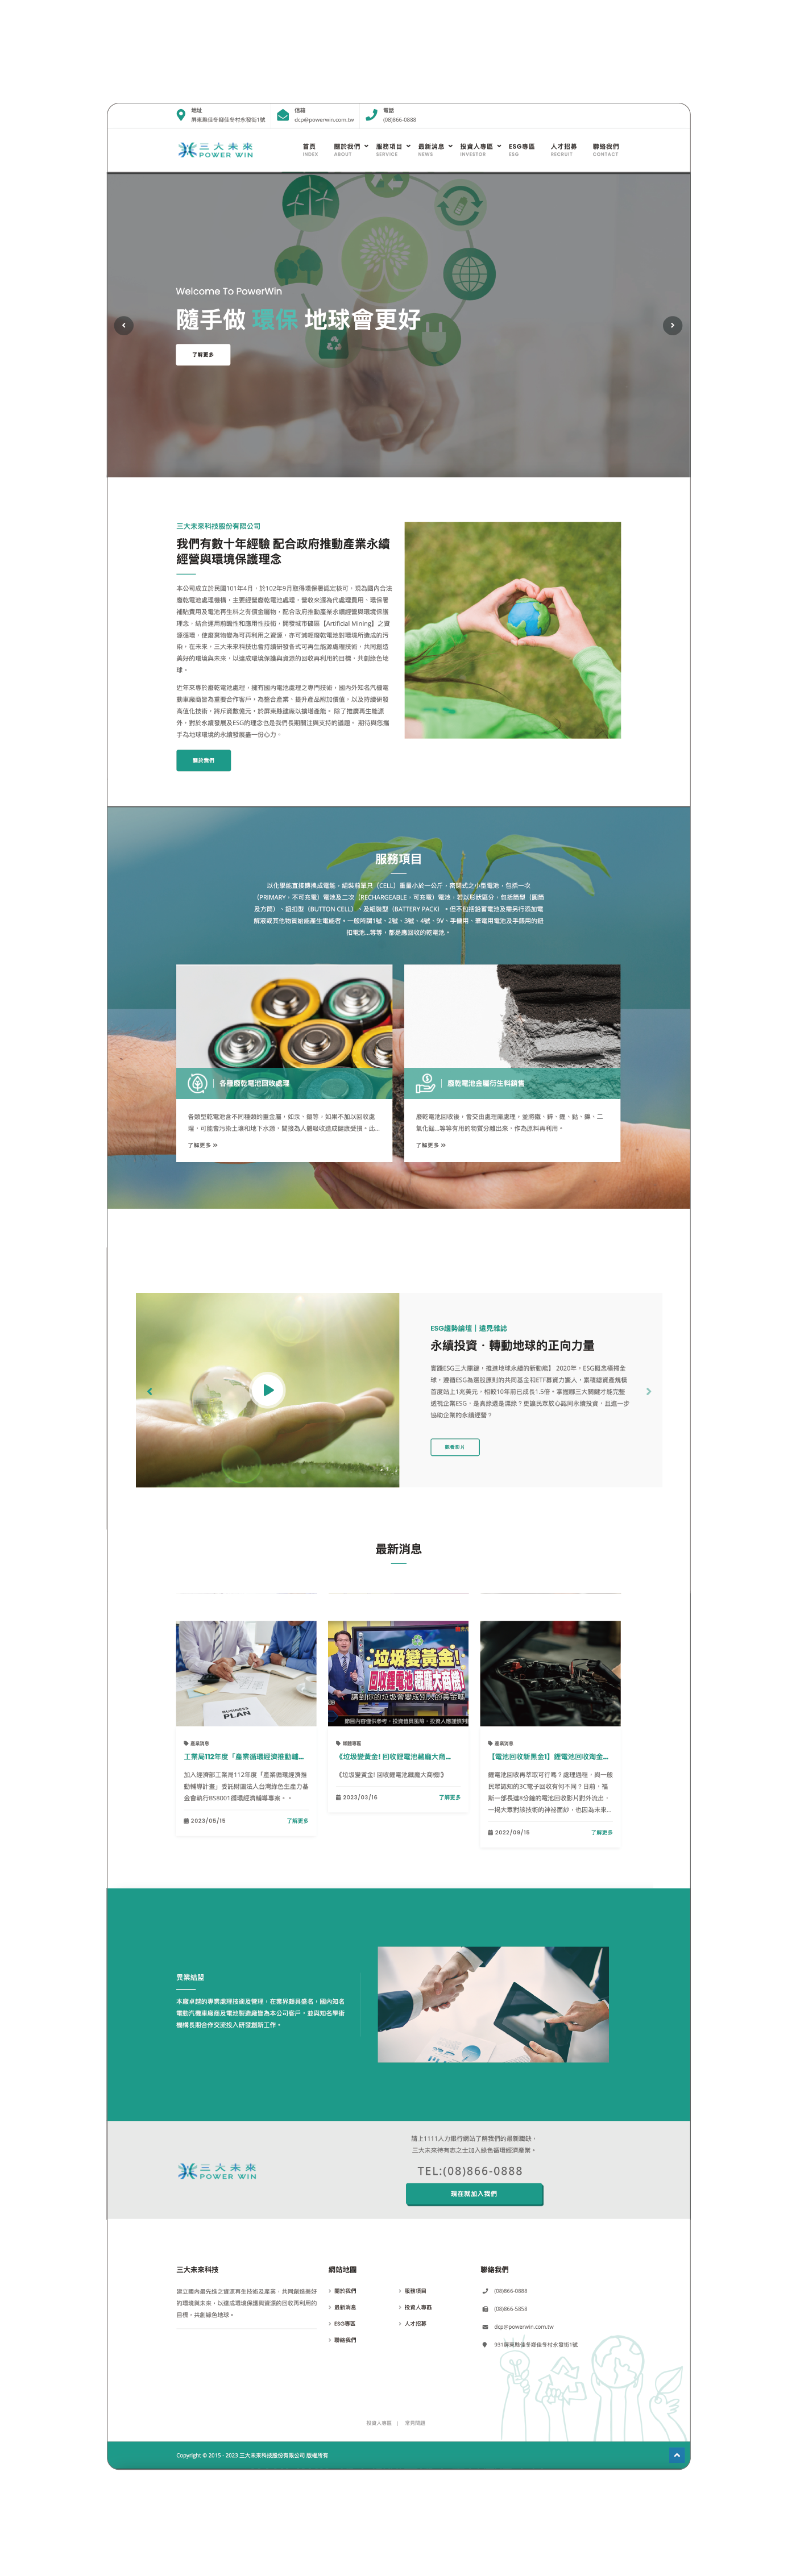 地址
屏東縣佳冬鄉佳冬村水發街1號
信箱
dcp@powerwin.com.tw
電話
(08)866-0888
三大未來
POWER WIN
首頁
INDEX
關於我們
ABOUT
服務項目
SERVICE
最新消息
NEWS
投資人專區
INVESTOR
ESG專區
ESG
人才招募
RECRUIT
聯絡我們
CONTACT
Welcome To PowerWin
隨手做 環保 地球會更好
了解更多
三大未來科技股份有限公司
我們有數十年經驗 配合政府推動產業永續
經營與環境保護理念
本公司成立於民國101年4月，於102年9月取得環保署認定核可，現為國內合法
廢乾電池處理機構，主要經營廢乾電池處理，營收來源為代處理費用、環保署
補貼費用及電池再生料之有價金屬物，配合政府推動產業永續經營與環境保護
理念，結合運用前瞻性和應用性技術，開發城市礦區【Artificial Mining】之資
源循環，使廢棄物變為可再利用之資源，亦可減輕廢乾電池對環境所造成的污
染，在未來，三大未來科技也會持續研發各式可再生能源處理技術，共同創造
美好的環境與未來，以達成環境保護與資源的回收再利用的目標，共創綠色地
球。
近年來專於廢乾電池處理，擁有國內電池處理之專門技術，國內外知名汽機電
動車廠商皆為重要合作客戶，為整合產業、提升產品附加價值，以及持續研發
高值化技術，將斥資數億元，於屏東縣建廠以擴增產能。 除了推廣再生能源
外，對於永續發展及ESG的理念也是我們長期關注與支持的議題。 期待與您攜
手為地球環境的永續發展盡一份心力。
關於我們
服務項目
以化學能直接轉換成電能，組裝前單只（CELL）重量小於一公斤，密閉式之小型電池，包括一次
（PRIMARY，不可充電）電池及二次（RECHARGEABLE，可充電）電池，若以形狀區分，包括筒型（圓筒
及方筒）、鈕扣型（BUTTON CELL）、及組裝型（BATTERY PACK）。但不包括鉛蓄電池及需另行添加電
解液或其他物質始能產生電能者。一般所謂1號、2號、3號、4號、9V、手機用、筆電用電池及手錶用的鈕
扣電池...等等，都是應回收的乾電池。
各種廢乾電池回收處理
各類型乾電池含不同種類的重金屬，如汞、鎘等，如果不加以回收處
理，可能會污染土壤和地下水源，間接為人體吸收造成健康受損。此...
了解更多
廢乾電池金屬衍生料銷售
廢乾電池回收後，會交由處理廠處理，並將鐵、鋅、鋰、鈷、鎳、二
氧化錳...等等有用的物質分離出來，作為原料再利用。
了解更多
ESG趨勢論壇｜遠見雜誌
永續投資．轉動地球的正向力量
實踐ESG三大關鍵，推進地球永續的新動能】 2020年，ESG概念橫掃全
球，遵循ESG為選股原則的共同基金和ETF募資力驚人，累積總資產規模
首度站上1兆美元，相較10年前已成長1.5倍。掌握哪三大關鍵才能完整
透視企業ESG，是真綠還是漂綠？更讓民眾放心認同永續投資，且進一步
協助企業的永續經營？
觀看影片
最新消息
BUSINESS
PLAN
產業消息
工業局112年度「產業循環經濟推動輔...
加入經濟部工業局112年度「產業循環經濟推
動輔導計畫」委託財團法人台灣綠色生產力基
金會執行BS8001循環經濟輔導專案。。
2023/05/15
了解更多
垃圾變黃金!
回收鋰電池藏龐大商機!
講到你的垃圾會變成別人的黃金嗎
節目內容僅供參考，投資皆具風險，投資人應謹慎判
媒體專區
《垃圾變黃金! 回收鋰電池藏龐大商...
《垃圾變黃金! 回收鋰電池藏龐大商機!》
2023/03/16
了解更多
產業消息
【電池回收新黑金1】鋰電池回收淘金...
鋰電池回收再萃取可行嗎？處理過程，與一般
民眾認知的3C電子回收有何不同？日前，福
斯一部長達8分鐘的電池回收影片對外流出，
一掲大眾對該技術的神祕面紗，也因為未來...
2022/09/15
了解更多
異業結盟
本廠卓越的專業處理技術及管理，在業界頗具盛名，國內知名
電動汽機車廠商及電池製造廠皆為本公司客戶，並與知名學術
機構長期合作交流投入研發創新工作。
三大未來
POWER WIN
請上1111人力銀行網站了解我們的最新職缺，
三大未來待有志之士加入綠色循環經濟產業。
TEL:(08)866-0888
現在就加入我們
三大未來科技
建立國內最先進之資源再生技術及產業，共同創造美好
的環境與未來，以達成環境保護與資源的回收再利用的
目標，共創綠色地球。
網站地圖
關於我們
服務項目
最新消息
投資人專區
ESG專區
人才招募
聯絡我們
聯絡我們
(08)866-0888
(08)866-5858
dcp@powerwin.com.tw
931屏東縣佳冬鄉佳冬村水發街1號
投資人專區 | 常見問題
Copyright © 2015 - 2023 三大未來科技股份有限公司 版權所有